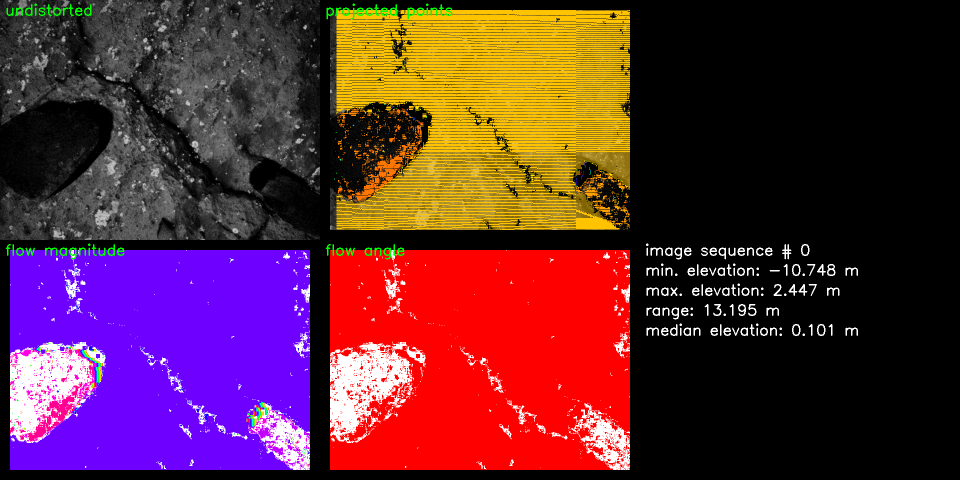 undistorted
projected points
flow magnitude
flow angle
image sequence # 0
min. elevation: -10.748 m
max. elevation: 2.447 m
range: 13.195 m
median elevation: 0.101 m